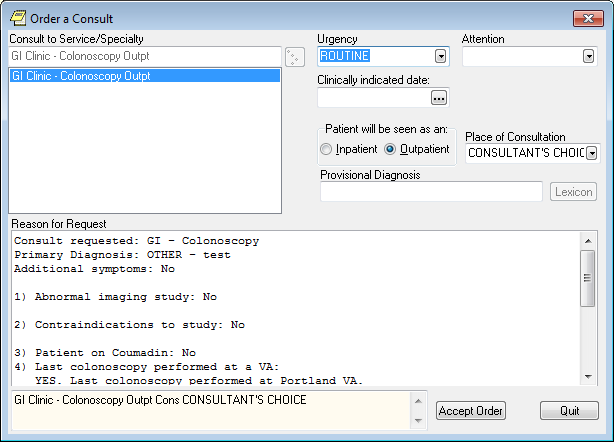 Order a Consult
Consult to Service/Specialty
GI Clinic - Colonoscopy Outpt
GI Clinic - Colonoscopy Outpt
Urgency
ROUTINE
Attention
Clinically indicated date:
...
Patient will be seen as an:
Inpatient
Outpatient
Place of Consultation
CONSULTANT'S CHOIC
Provisional Diagnosis
Lexicon
Reason for Request
Consult requested: GI - Colonoscopy
Primary Diagnosis: OTHER - test
Additional symptoms: No
1) Abnormal imaging study: No
2) Contraindications to study: No
3) Patient on Coumadin: No
4) Last colonoscopy performed at a VA:
YES. Last colonoscopy performed at Portland VA.
GI Clinic - Colonoscopy Outpt Cons CONSULTANT'S CHOICE
Accept Order
Quit